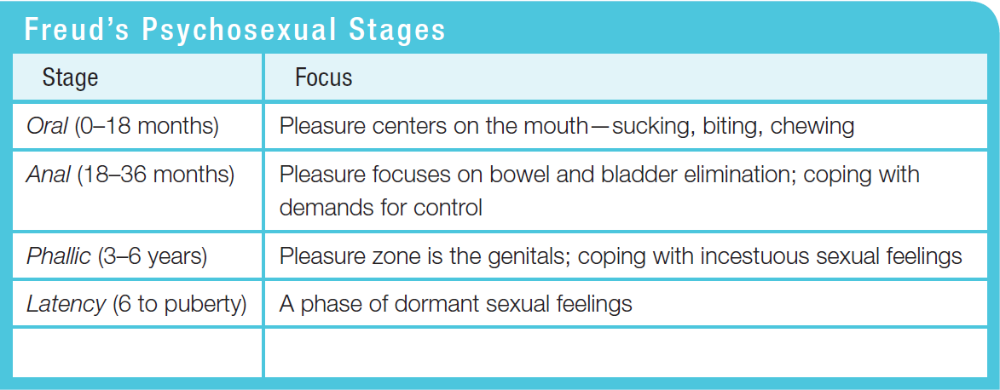 Freud's Psychosexual Stages
Stage Focus
Oral (0–18 months) Pleasure centers on the mouth—sucking, biting, chewing
Anal (18–36 months) Pleasure focuses on bowel and bladder elimination; coping with
demands for control
Phallic (3–6 years) Pleasure zone is the genitals; coping with incestuous sexual feelings
Latency (6 to puberty) A phase of dormant sexual feelings